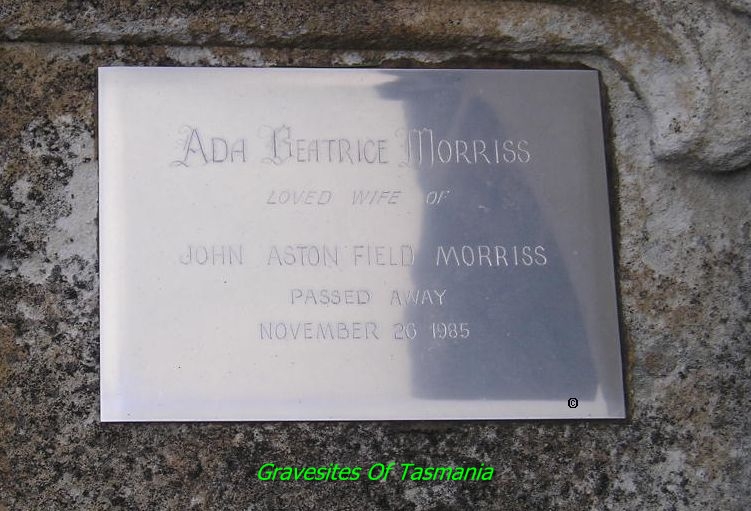 ADA BEATRICE MORRISS
LOVED WIFE OF
JOHN ASTON FIELD MORRISS
PASSED AWAY
NOVEMBER 26 1985
©
Gravesites Of Tasmania